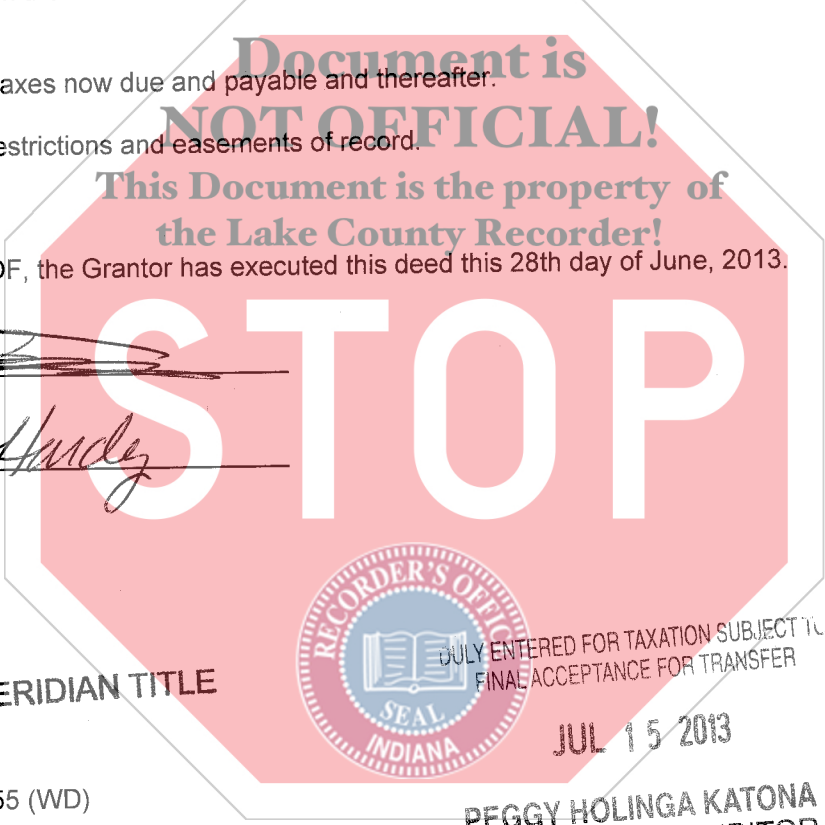 Document is
axes now due and payable and thereafter.
NOT OFFICIAL!
estrictions and easements of record.
This Document is the property of
the Lake County Recorder!
OF, the Grantor has executed this deed this 28th day of June, 2013.
STOP
Hardy
RECORDER'S OFFICE
SEAL
INDIANA
DULY ENTERED FOR TAXATION SUBJECT TO
FINAL ACCEPTANCE FOR TRANSFER
ERIDIAN TITLE
JUL 15 2013
55 (WD)
PEGGY HOLINGA KATONA